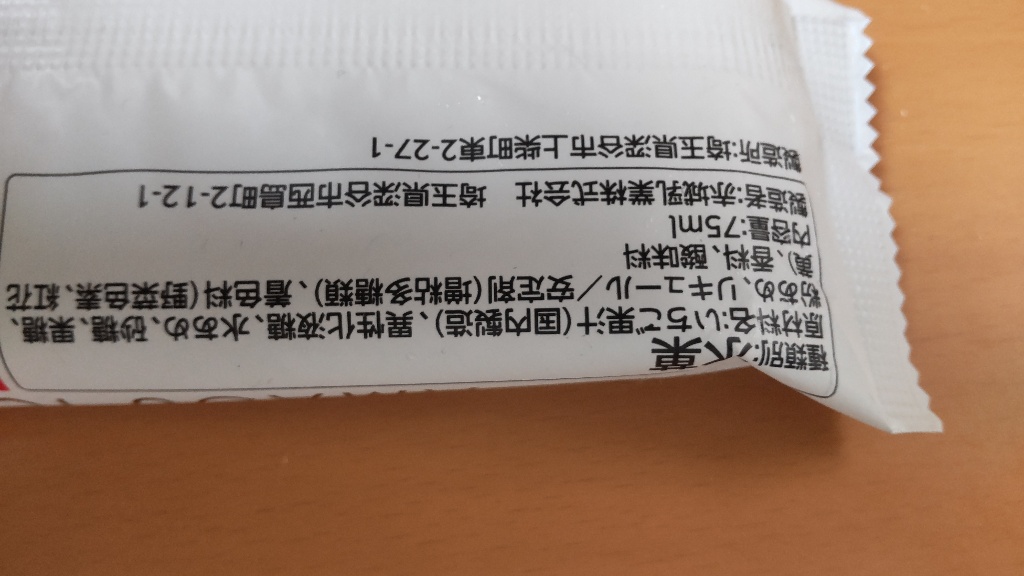 種類別:氷菓
原材料名:いちご果汁(国内製造)、異性化液糖、水あめ、砂糖、果糖、
粉あめ、リキュール／安定剤(増粘多糖類)、着色料(野菜色素、紅花
黄)、香料、酸味料
内容量:75ml
製造者:赤城乳業株式会社 埼玉県深谷市西島町2-12-1
製造所:埼玉県深谷市上柴町東2-27-1